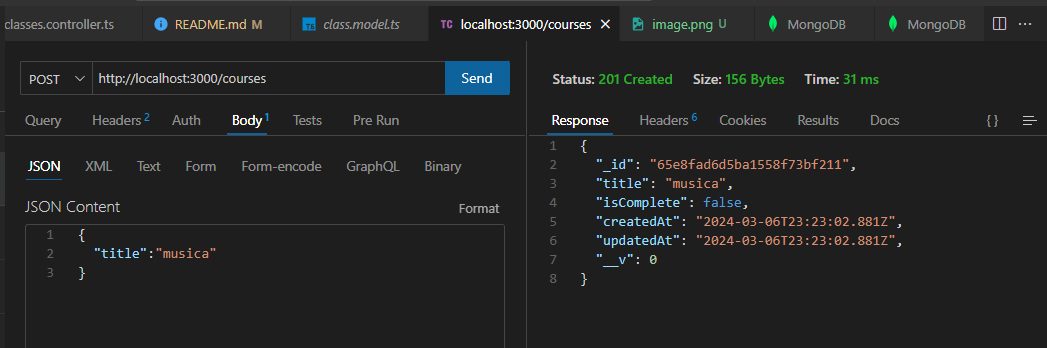 classes.controller.ts README.md M TS class.model.ts TC localhost:3000/courses image.png MongoDB MongoDB
POST http://localhost:3000/courses Send
Status: 201 Created Size: 156 Bytes Time: 31 ms
Query Headers 2 Auth Body 1 Tests Pre Run
Response Headers 6 Cookies Results Docs { }
JSON XML Text Form Form-encode GraphQL Binary
JSON Content Format
1 {
2 "title":"musica"
3 }
1 {
2 "_id": "65e8fad6d5ba1558f73bf211",
3 "title": "musica",
4 "isComplete": false,
5 "createdAt": "2024-03-06T23:23:02.881Z",
6 "updatedAt": "2024-03-06T23:23:02.881Z",
7 "__v": 0
8 }